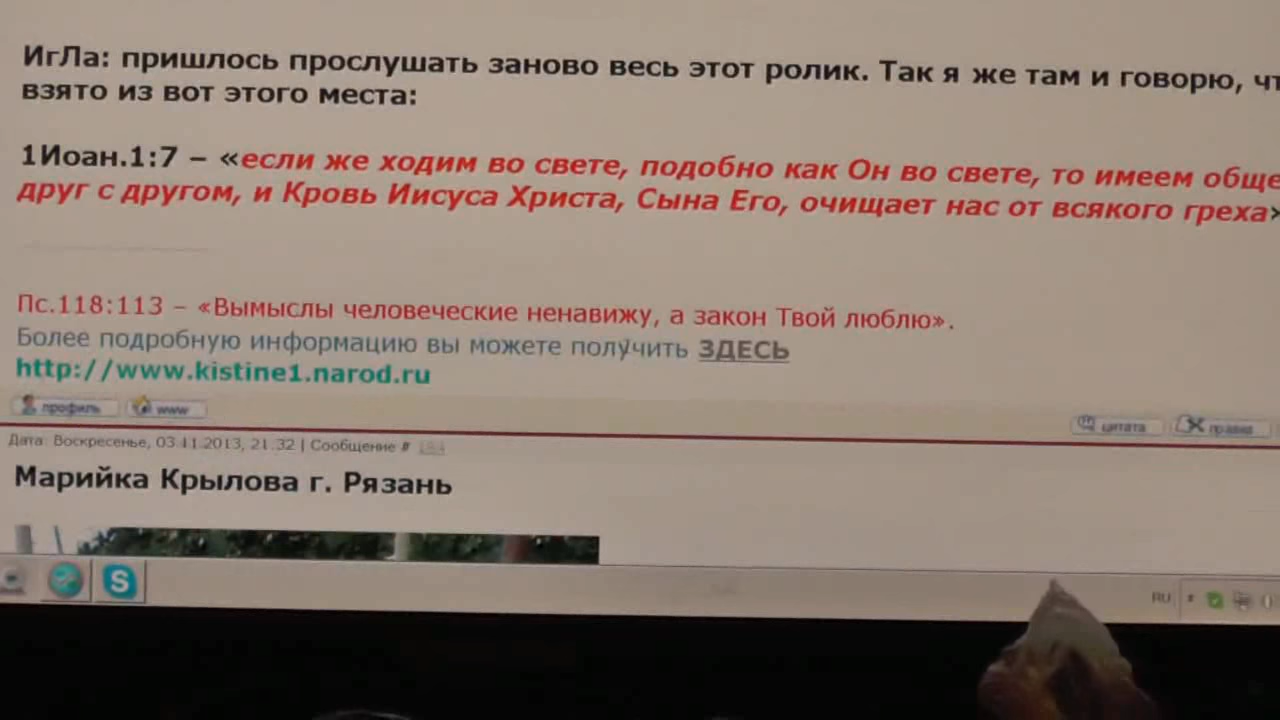 ИгЛа: пришлось прослушать заново весь этот ролик. Так я же там и говорю, чт
взято из вот этого места:
1Иоан.1:7 – «если же ходим во свете, подобно как Он во свете, то имеем обще
друг с другом, и Кровь Иисуса Христа, Сына Его, очищает нас от всякого греха»
Пс.118:113 – «Вымыслы человеческие ненавижу, а закон Твой люблю».
Более подробную информацию вы можете получить ЗДЕСЬ
http://www.kistine1.narod.ru
профиль www
цитата правка
Дата: Воскресенье, 03.11.2013, 21.32 | Сообщение #
Марийка Крылова г. Рязань
S
RU